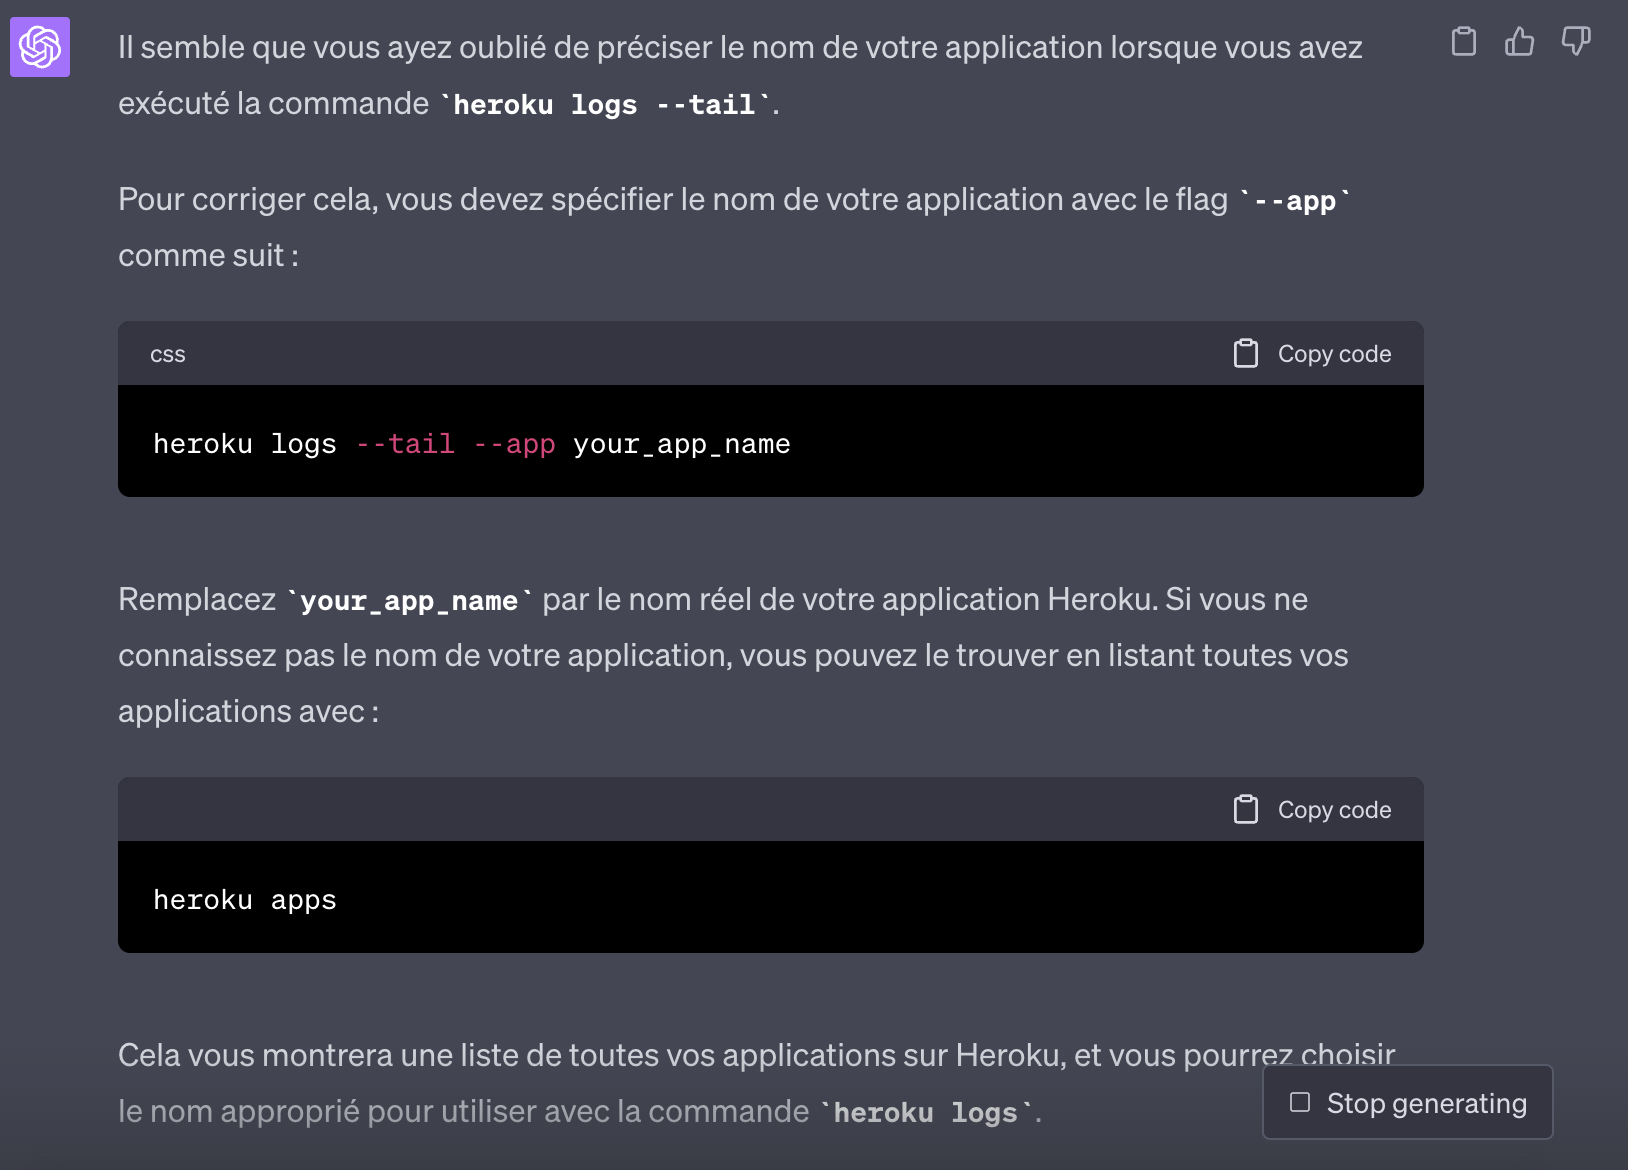 Il semble que vous ayez oublié de préciser le nom de votre application lorsque vous avez
exécuté la commande `heroku logs --tail`.
Pour corriger cela, vous devez spécifier le nom de votre application avec le flag `--app`
comme suit :
css
Copy code
heroku logs --tail --app your_app_name
Remplacez `your_app_name` par le nom réel de votre application Heroku. Si vous ne
connaissez pas le nom de votre application, vous pouvez le trouver en listant toutes vos
applications avec :
Copy code
heroku apps
Cela vous montrera une liste de toutes vos applications sur Heroku, et vous pourrez choisir
le nom approprié pour utiliser avec la commande `heroku logs`.
Stop generating